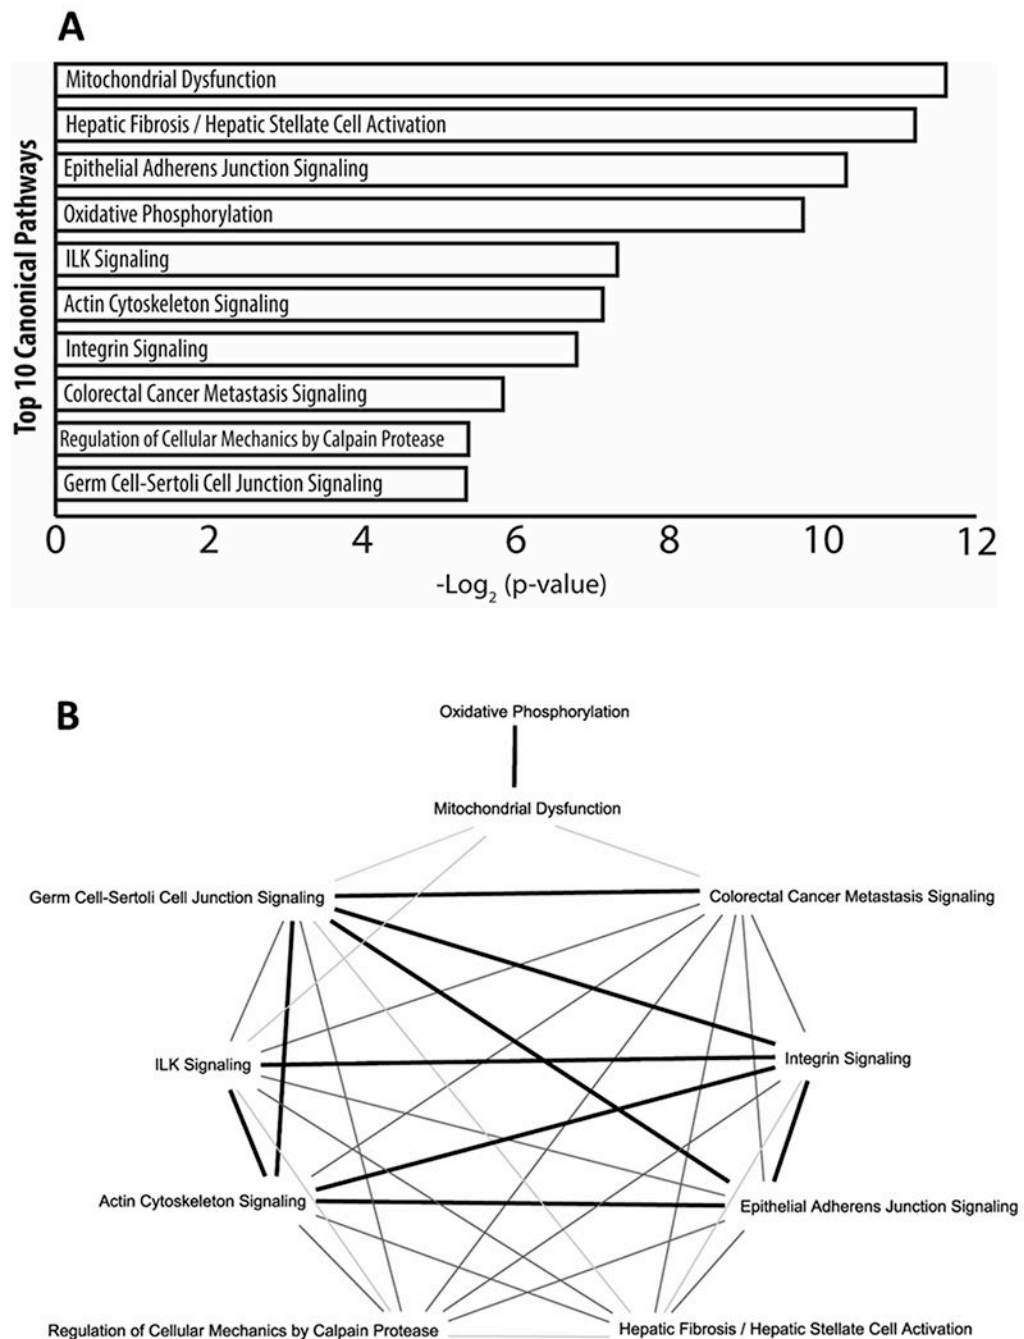 A
Top 10 Canonical Pathways
Mitochondrial Dysfunction
Hepatic Fibrosis / Hepatic Stellate Cell Activation
Epithelial Adherens Junction Signaling
Oxidative Phosphorylation
ILK Signaling
Actin Cytoskeleton Signaling
Integrin Signaling
Colorectal Cancer Metastasis Signaling
Regulation of Cellular Mechanics by Calpain Protease
Germ Cell-Sertoli Cell Junction Signaling
0 2 4 6 8 10 12
-Log2 (p-value)
B
Oxidative Phosphorylation
Mitochondrial Dysfunction
Germ Cell-Sertoli Cell Junction Signaling
Colorectal Cancer Metastasis Signaling
ILK Signaling
Integrin Signaling
Actin Cytoskeleton Signaling
Epithelial Adherens Junction Signaling
Regulation of Cellular Mechanics by Calpain Protease
Hepatic Fibrosis / Hepatic Stellate Cell Activation